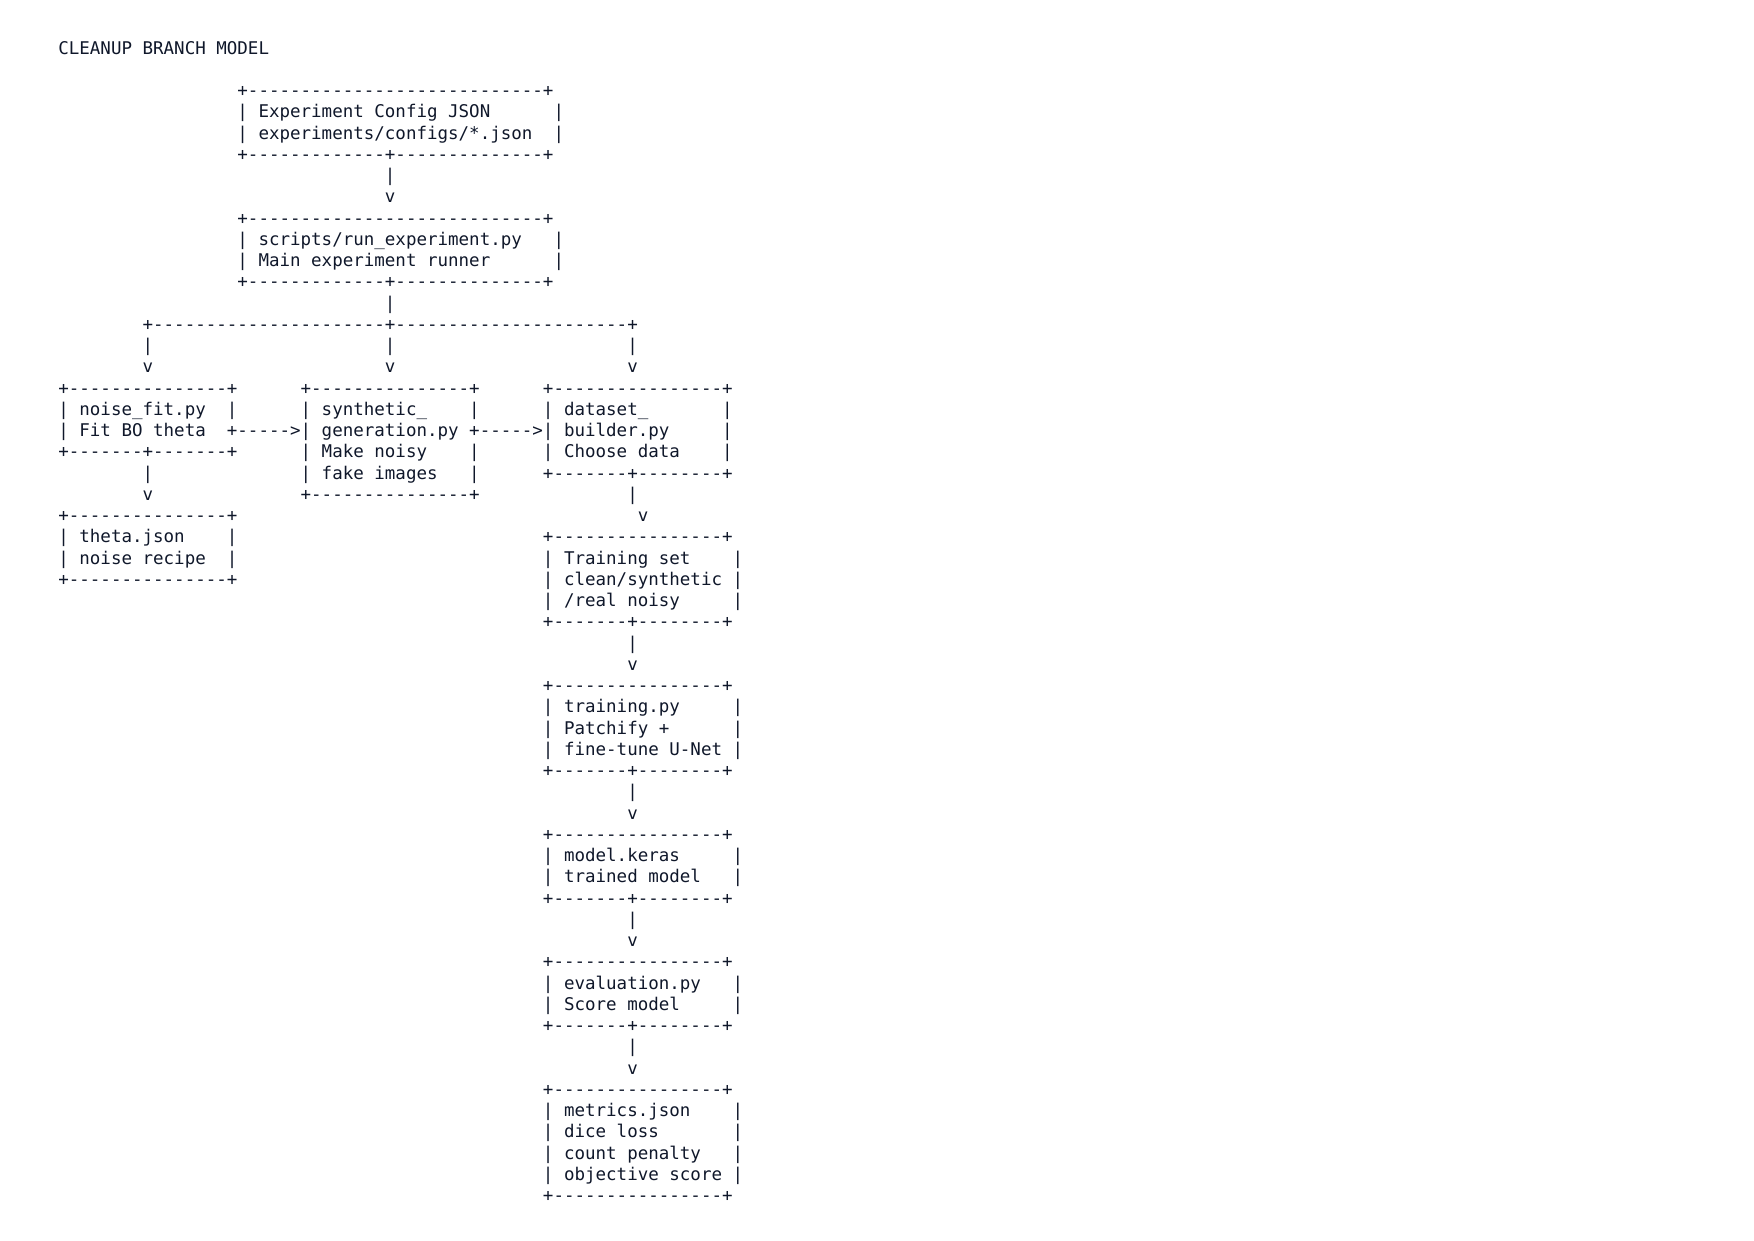 CLEANUP BRANCH MODEL

                 +----------------------------+
                 | Experiment Config JSON      |
                 | experiments/configs/*.json  |
                 +-------------+--------------+
                               |
                               v
                 +----------------------------+
                 | scripts/run_experiment.py   |
                 | Main experiment runner      |
                 +-------------+--------------+
                               |
        +----------------------+----------------------+
        |                      |                      |
        v                      v                      v
+---------------+      +---------------+      +----------------+
| noise_fit.py  |      | synthetic_    |      | dataset_       |
| Fit BO theta  +----->| generation.py +----->| builder.py     |
+-------+-------+      | Make noisy    |      | Choose data    |
        |              | fake images   |      +-------+--------+
        v              +---------------+              |
+---------------+                                      v
| theta.json    |                             +----------------+
| noise recipe  |                             | Training set    |
+---------------+                             | clean/synthetic |
                                              | /real noisy     |
                                              +-------+--------+
                                                      |
                                                      v
                                              +----------------+
                                              | training.py     |
                                              | Patchify +      |
                                              | fine-tune U-Net |
                                              +-------+--------+
                                                      |
                                                      v
                                              +----------------+
                                              | model.keras     |
                                              | trained model   |
                                              +-------+--------+
                                                      |
                                                      v
                                              +----------------+
                                              | evaluation.py   |
                                              | Score model     |
                                              +-------+--------+
                                                      |
                                                      v
                                              +----------------+
                                              | metrics.json    |
                                              | dice loss       |
                                              | count penalty   |
                                              | objective score |
                                              +----------------+